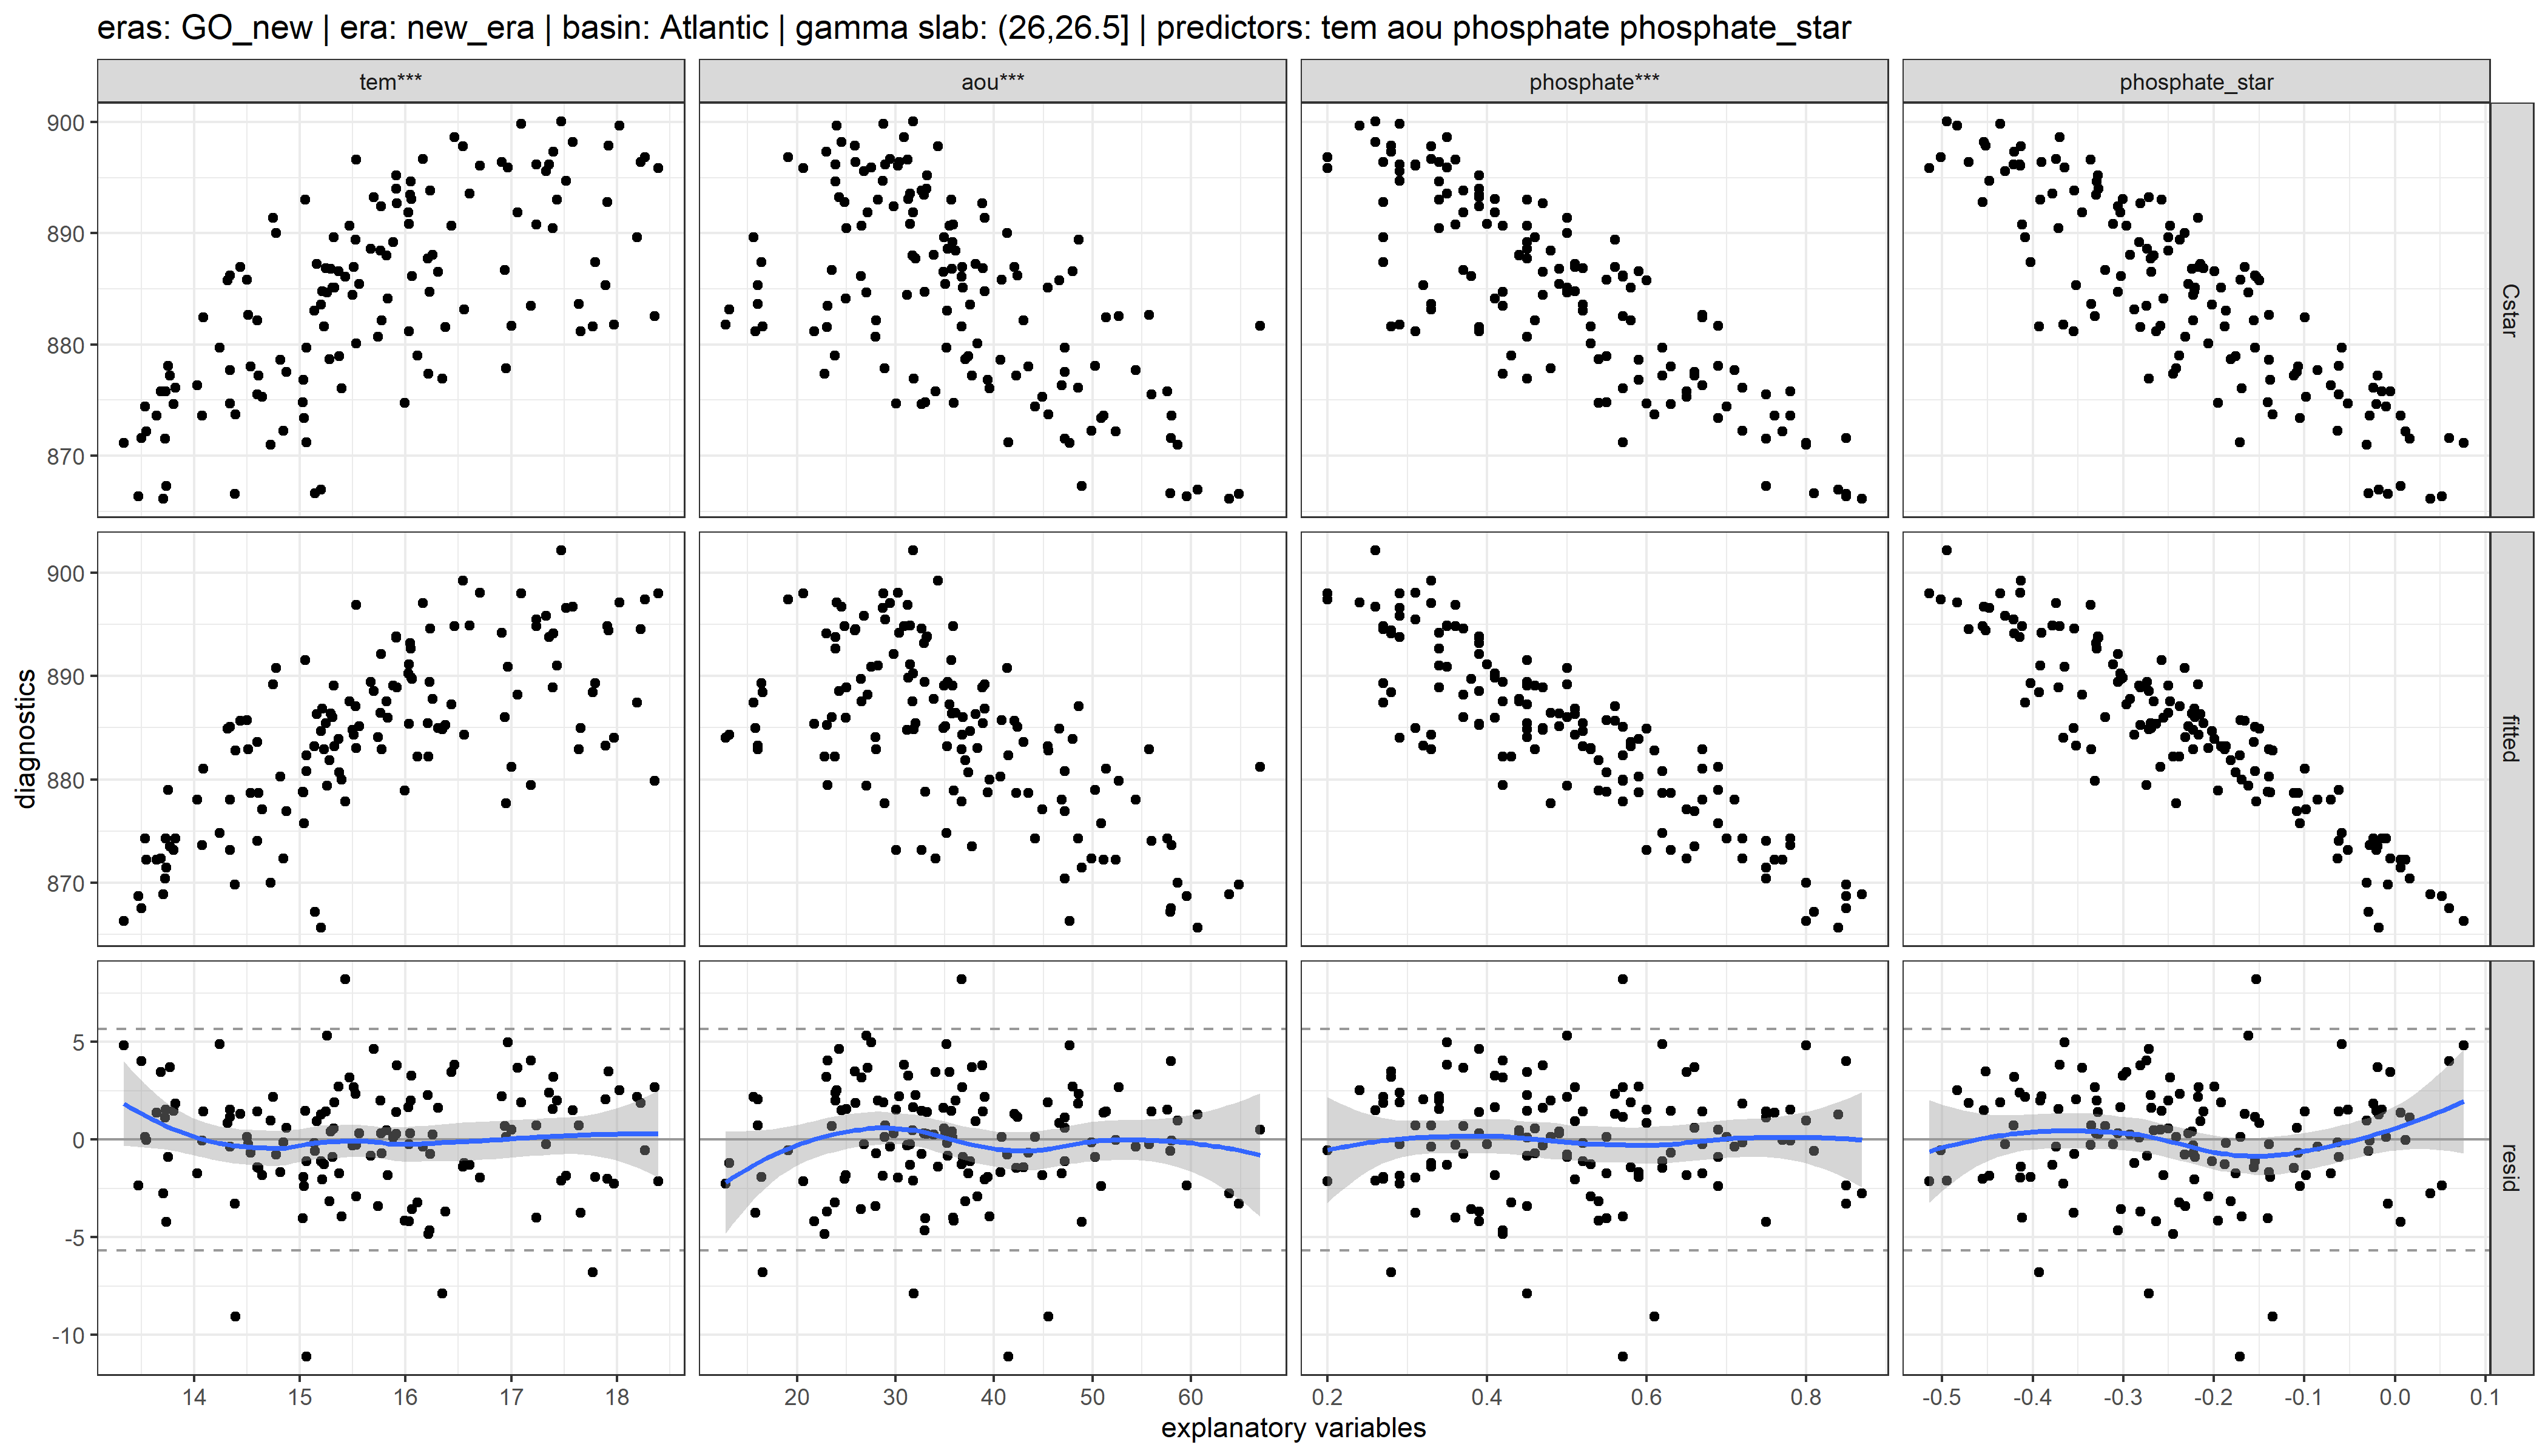 eras: GO_new | era: new_era | basin: Atlantic | gamma slab: (26,26.5] | predictors: tem aou phosphate phosphate_star
tem***
aou***
phosphate***
phosphate_star
900
890
880
870
Cstar
900
890
880
870
fitted
5
0
-5
-10
resid
diagnostics
14 15 16 17 18
20 30 40 50 60
0.2 0.4 0.6 0.8
-0.5 -0.4 -0.3 -0.2 -0.1 0.0 0.1
explanatory variables